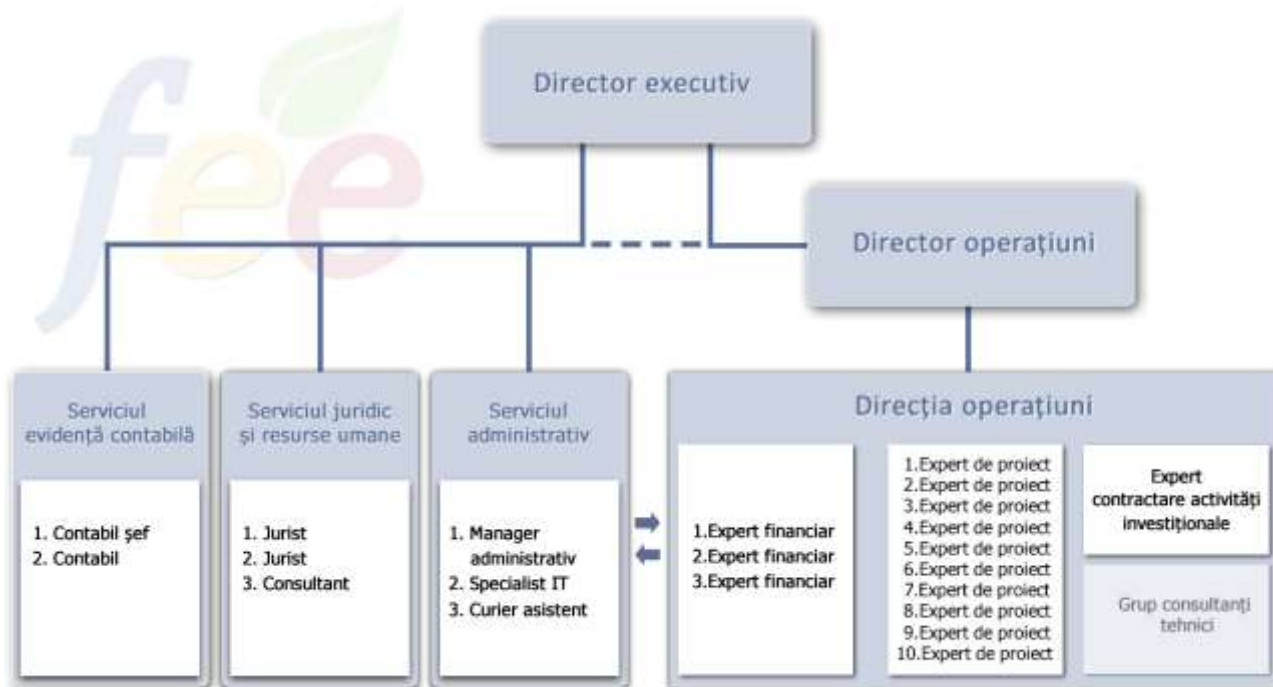 fee
Director executiv
Director operațiuni
Serviciul
evidență contabilă
1. Contabil șef
2. Contabil
Serviciul juridic
și resurse umane
1. Jurist
2. Jurist
3. Consultant
Serviciul
administrativ
1. Manager
administrativ
2. Specialist IT
3. Curier asistent
Direcția operațiuni
1.Expert financiar
2.Expert financiar
3.Expert financiar
1.Expert de proiect
2.Expert de proiect
3.Expert de proiect
4.Expert de proiect
5.Expert de proiect
6.Expert de proiect
7.Expert de proiect
8.Expert de proiect
9.Expert de proiect
10.Expert de proiect
Expert
contractare activități
investiționale
Grup consultanți
tehnici